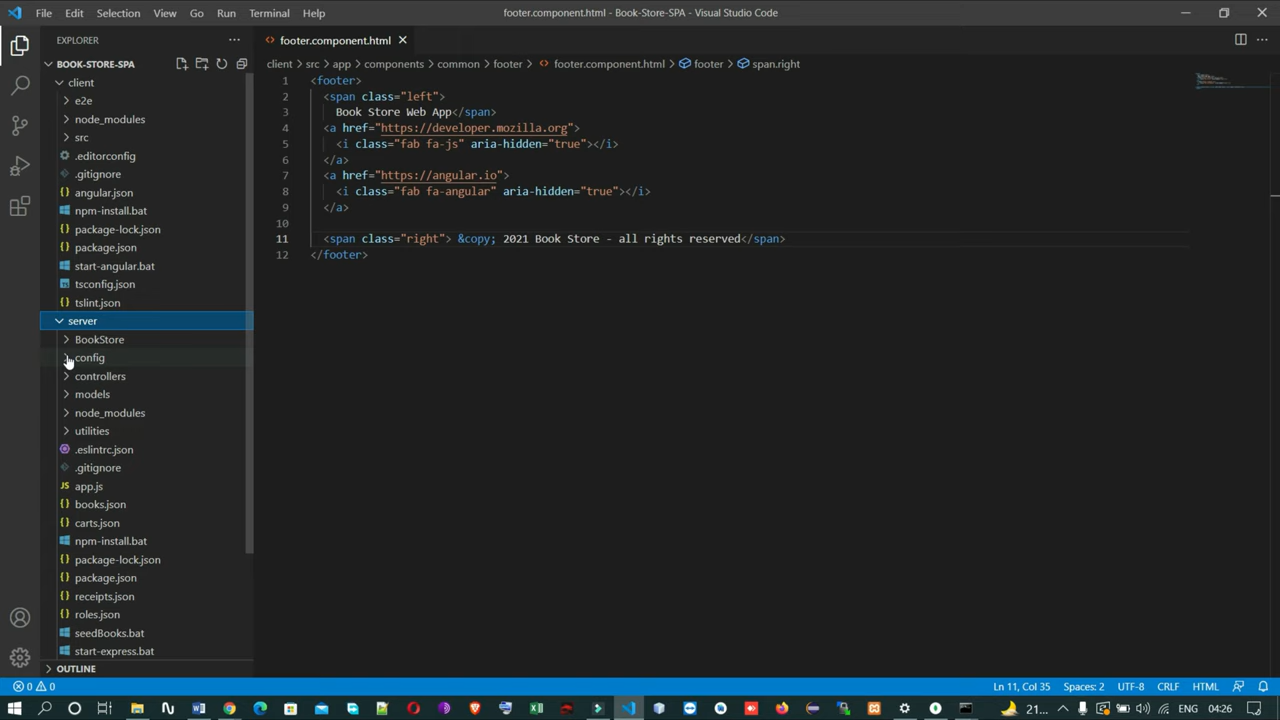 File Edit Selection View Go Run Terminal Help
footer.component.html - Book-Store-SPA - Visual Studio Code
EXPLORER
footer.component.html
BOOK-STORE-SPA
client > src > app > components > common > footer > footer.component.html > footer > span.right
client
e2e
node_modules
src
.editorconfig
.gitignore
angular.json
npm-install.bat
package-lock.json
package.json
start-angular.bat
tsconfig.json
tslint.json
server
BookStore
config
controllers
models
node_modules
utilities
.eslintrc.json
.gitignore
app.js
books.json
carts.json
npm-install.bat
package-lock.json
package.json
receipts.json
roles.json
seedBooks.bat
start-express.bat
OUTLINE
1 <footer>
2 <span class="left">
3 Book Store Web App</span>
4 <a href="https://developer.mozilla.org">
5 <i class="fab fa-js" aria-hidden="true"></i>
6 </a>
7 <a href="https://angular.io">
8 <i class="fab fa-angular" aria-hidden="true"></i>
9 </a>
10
11 <span class="right"> &copy; 2021 Book Store - all rights reserved</span>
12 </footer>
0 0
Ln 11, Col 35 Spaces: 2 UTF-8 CRLF HTML
21... ENG 04:26